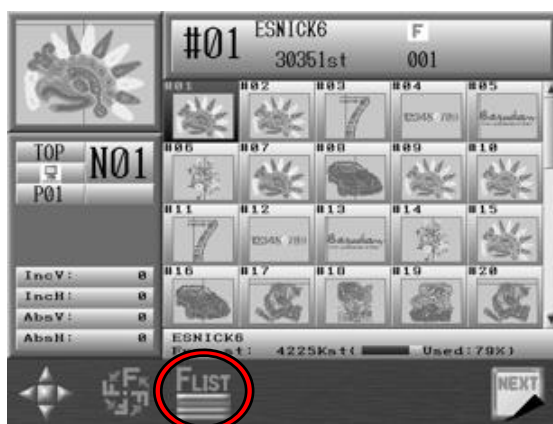 #01 ESNICK6 F
30351st 001
#01 #02 #03 #04 #05
TOP
N01
P01
#06 #07 #08 #09 #10
#11 #12 #13 #14 #15
#16 #17 #18 #19 #20
IncV: 0
IncH: 0
AbsV: 0
AbsH: 0
ESNICK6
4225Kst( Used:79%)
F LIST
NEXT